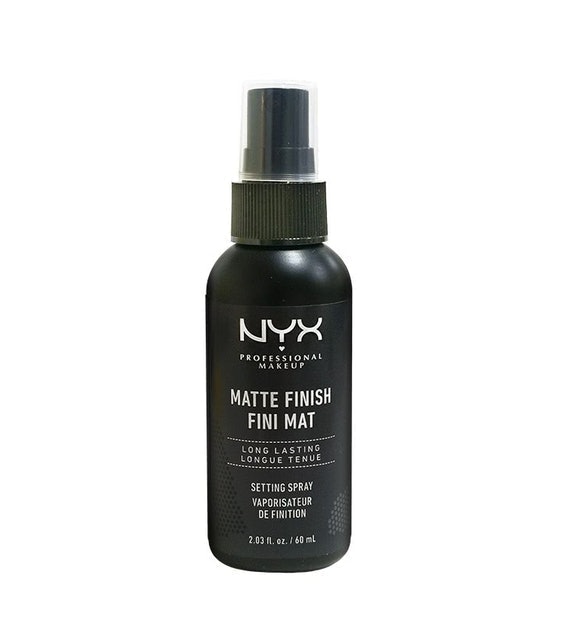 NYX
PROFESSIONAL
MAKEUP
MATTE FINISH
FINI MAT
LONG LASTING
LONGUE TENUE
SETTING SPRAY
VAPORISATEUR
DE FINITION
2.03 fl. oz. / 60 mL